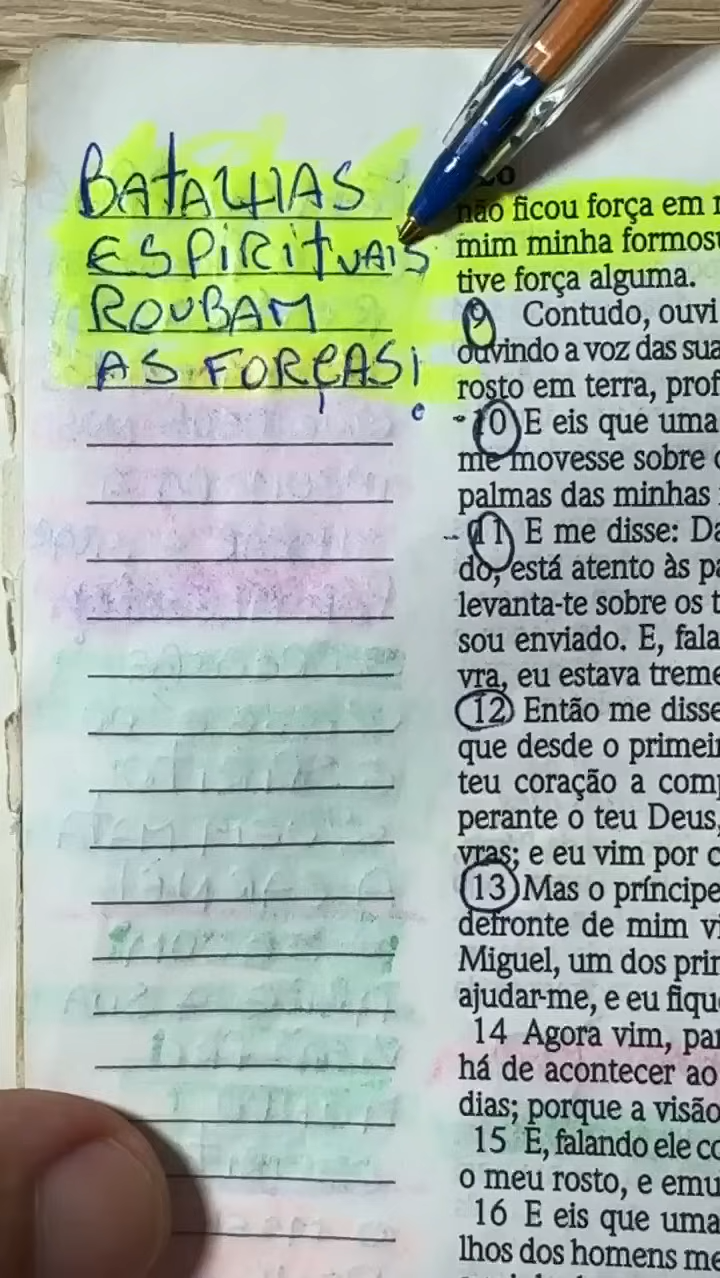 BATALHAS
ESPIRITUAIS
ROUBAM
AS FORÇAS!
não ficou força em
mim minha formos
tive força alguma.
9 Contudo, ouvi
ouvindo a voz das sua
rosto em terra, prof
10 E eis que uma
me movesse sobre
palmas das minhas
11 E me disse: Da
do, está atento às pa
levanta-te sobre os t
sou enviado. E, fala
vra, eu estava treme
12 Então me disse
que desde o primei
teu coração a com
perante o teu Deus,
vras; e eu vim por c
13 Mas o príncipe
defronte de mim vi
Miguel, um dos prin
ajudar-me, e eu fiqu
14 Agora vim, par
há de acontecer ao
dias; porque a visão
15 E, falando ele co
o meu rosto, e emu
16 E eis que uma
lhos dos homens me